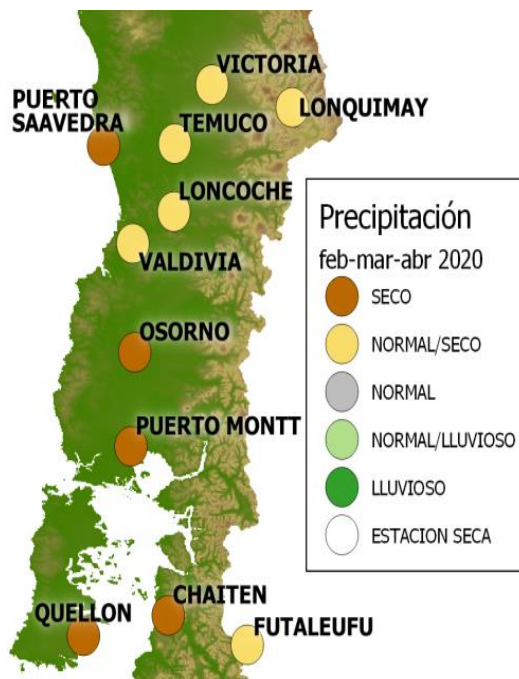 VICTORIA
PUERTO
SAAVEDRA
LONQUIMAY
TEMUCO
LONCOCHE
VALDIVIA
OSORNO
PUERTO MONTT
CHAITEN
QUELLON
FUTALEUFU
Precipitación
feb-mar-abr 2020
SECO
NORMAL/SECO
NORMAL
NORMAL/LLUVIOSO
LLUVIOSO
ESTACION SECA